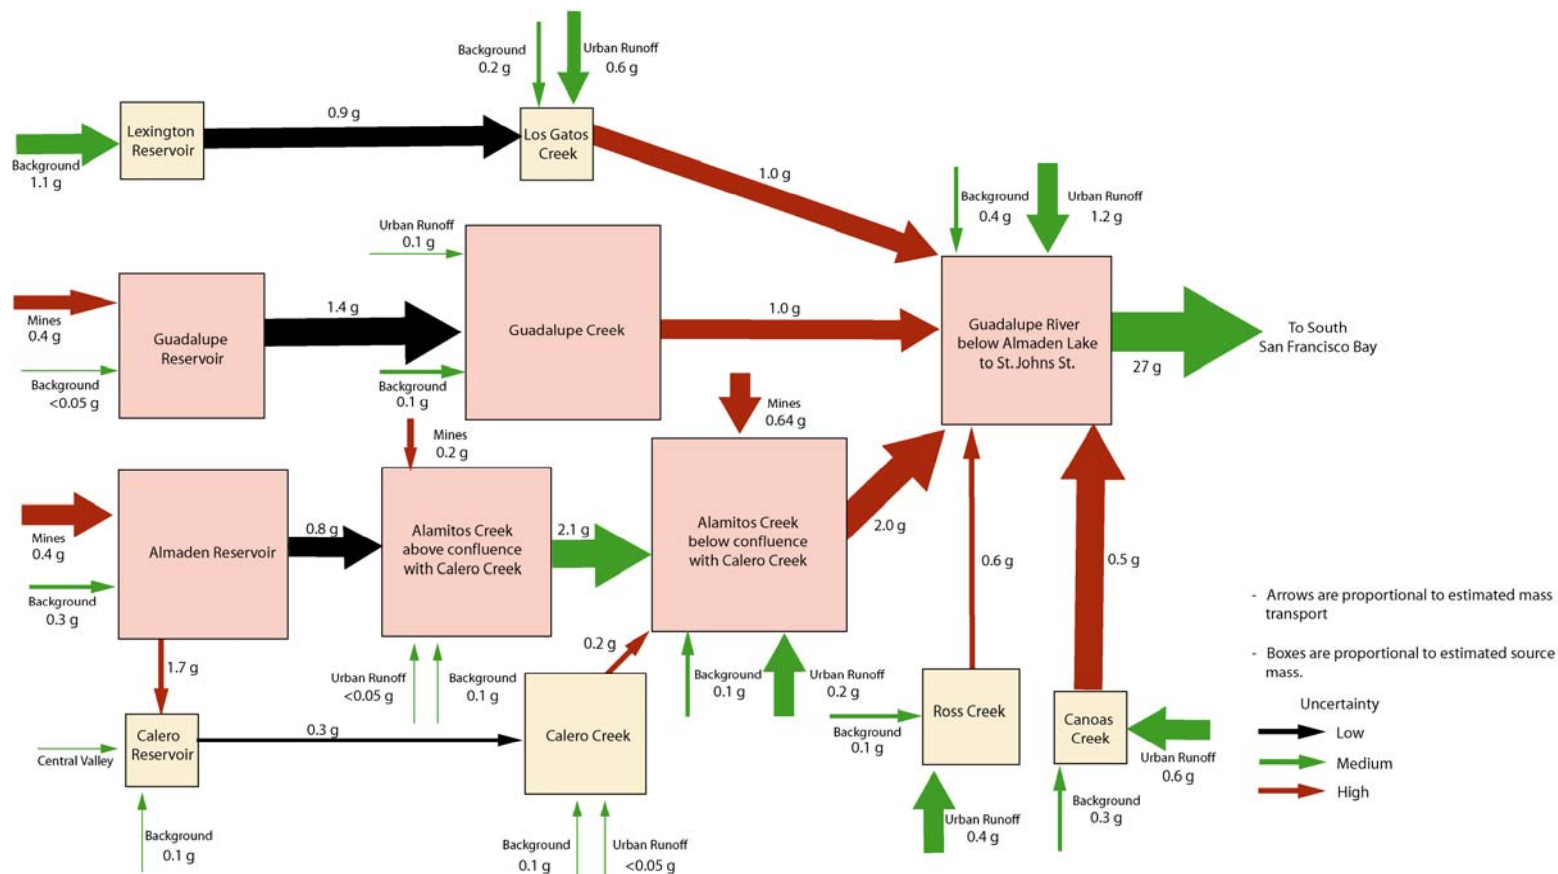 Background
0.2 g
Urban Runoff
0.6 g
Lexington
Reservoir
0.9 g
Los Gatos
Creek
Background
1.1 g
1.0 g
Background
0.4 g
Urban Runoff
1.2 g
Urban Runoff
0.1 g
Mines
0.4 g
Guadalupe
Reservoir
1.4 g
Guadalupe Creek
1.0 g
Guadalupe River
below Almaden Lake
to St. Johns St.
27 g
To South
San Francisco Bay
Background
<0.05 g
Background
0.1 g
Mines
0.64 g
Mines
0.2 g
Mines
0.4 g
Almaden Reservoir
0.8 g
Alamitos Creek
above confluence
with Calero Creek
2.1 g
Alamitos Creek
below confluence
with Calero Creek
2.0 g
0.6 g
0.5 g
Background
0.3 g
1.7 g
Urban Runoff
<0.05 g
Background
0.1 g
0.2 g
Background
0.1 g
Urban Runoff
0.2 g
Central Valley
Calero
Reservoir
0.3 g
Calero Creek
Background
0.1 g
Ross Creek
Canoas
Creek
Urban Runoff
0.6 g
Background
0.1 g
Background
0.1 g
Urban Runoff
<0.05 g
Urban Runoff
0.4 g
Background
0.3 g
- Arrows are proportional to estimated mass
transport
- Boxes are proportional to estimated source
mass.
Uncertainty
Low
Medium
High